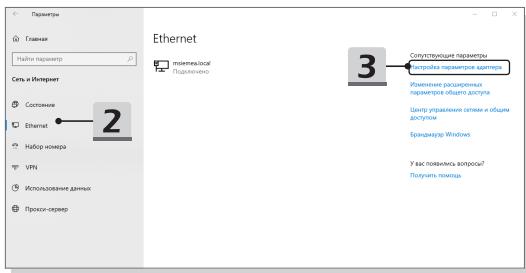 Параметры
Главная
Найти параметр
Сеть и Интернет
Состояние
Ethernet
Набор номера
VPN
Использование данных
Прокси-сервер
2
Ethernet
msiemea.local
Подключено
3
Сопутствующие параметры
Настройка параметров адаптера
Изменение расширенных
параметров общего доступа
Центр управления сетями и общим
доступом
Брандмауэр Windows
У вас появились вопросы?
Получить помощь